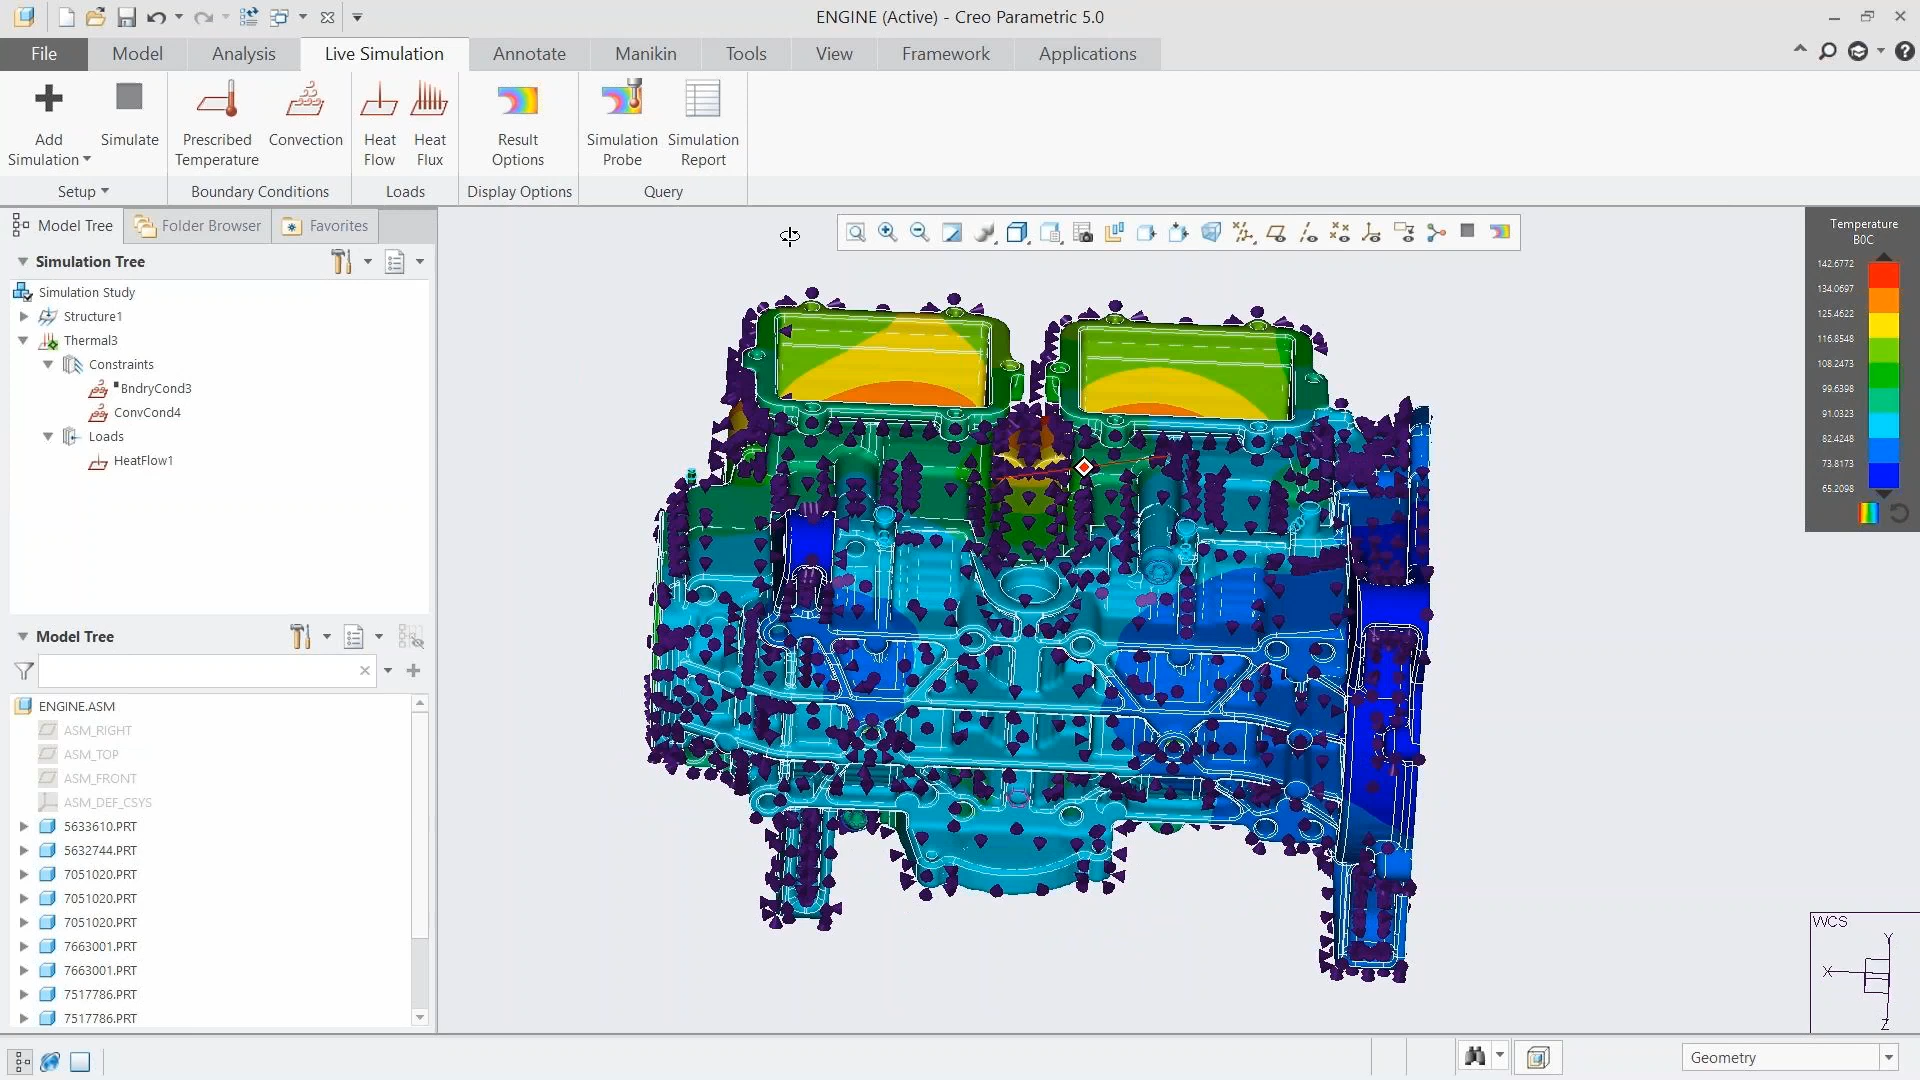 ENGINE (Active) - Creo Parametric 5.0
File
Model
Analysis
Live Simulation
Annotate
Manikin
Tools
View
Framework
Applications
Add
Simulation
Simulate
Prescribed
Temperature
Convection
Heat
Flow
Heat
Flux
Result
Options
Simulation
Probe
Simulation
Report
Setup
Boundary Conditions
Loads
Display Options
Query
Model Tree
Folder Browser
Favorites
Simulation Tree
Simulation Study
Structure1
Thermal3
Constraints
BndryCond3
ConvCond4
Loads
HeatFlow1
Model Tree
ENGINE.ASM
ASM_RIGHT
ASM_TOP
ASM_FRONT
ASM_DEF_CSYS
5633610.PRT
5632744.PRT
7051020.PRT
7051020.PRT
7051020.PRT
7663001.PRT
7663001.PRT
7517786.PRT
7517786.PRT
Temperature
B0C
142.6772
134.0697
125.4622
116.8548
108.2473
99.6398
91.0323
82.4248
73.8173
65.2098
WCS
Y
X
Z
Geometry